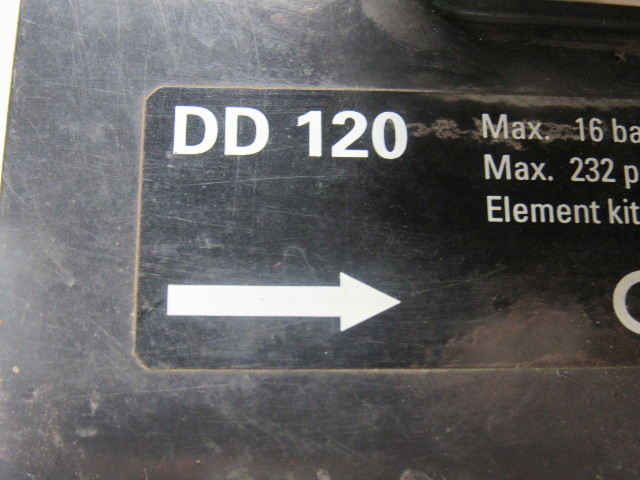 DD 120
Max. 16 ba
Max. 232 p
Element kit